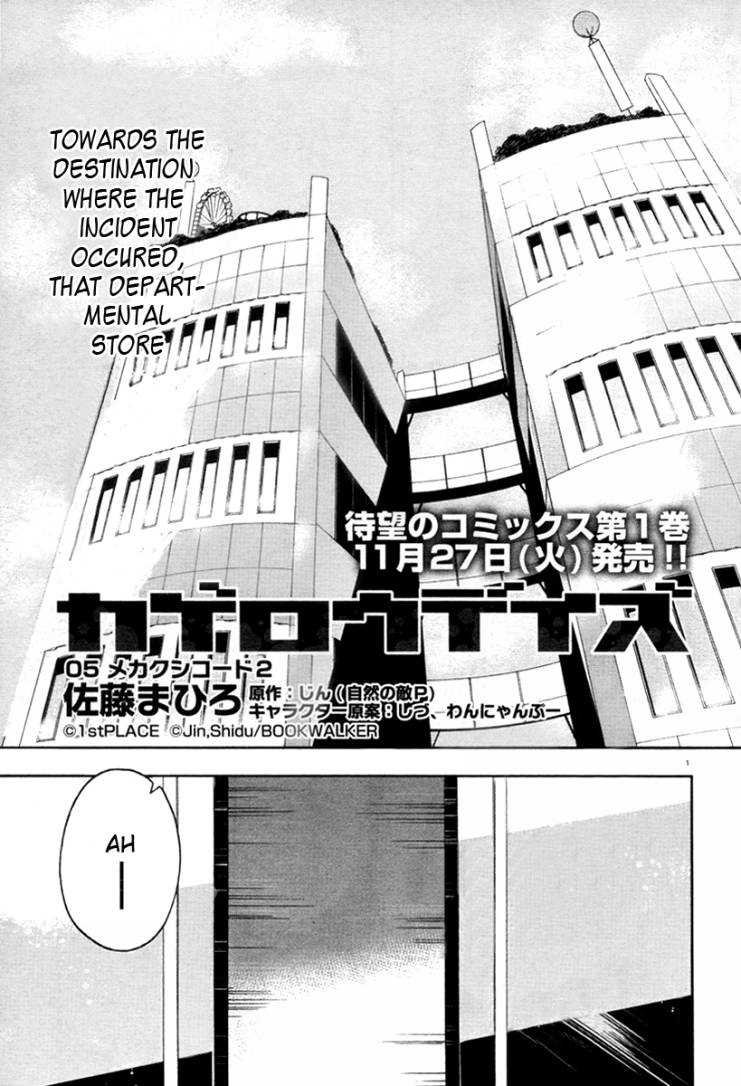 TOWARDS THE
DESTINATION
WHERE THE
INCIDENT
OCCURED,
THAT DEPART-
MENTAL
STORE
待望のコミックス第1巻
11月27日(火)発売!!
カゲロウデイズ
05 メカクシコード2
佐藤まひろ
原作:じん(自然の敵P)
キャラクター原案:しづ、わんにゃんぷー
©1stPLACE ©Jin,Shidu/BOOKWALKER
1
AH
—